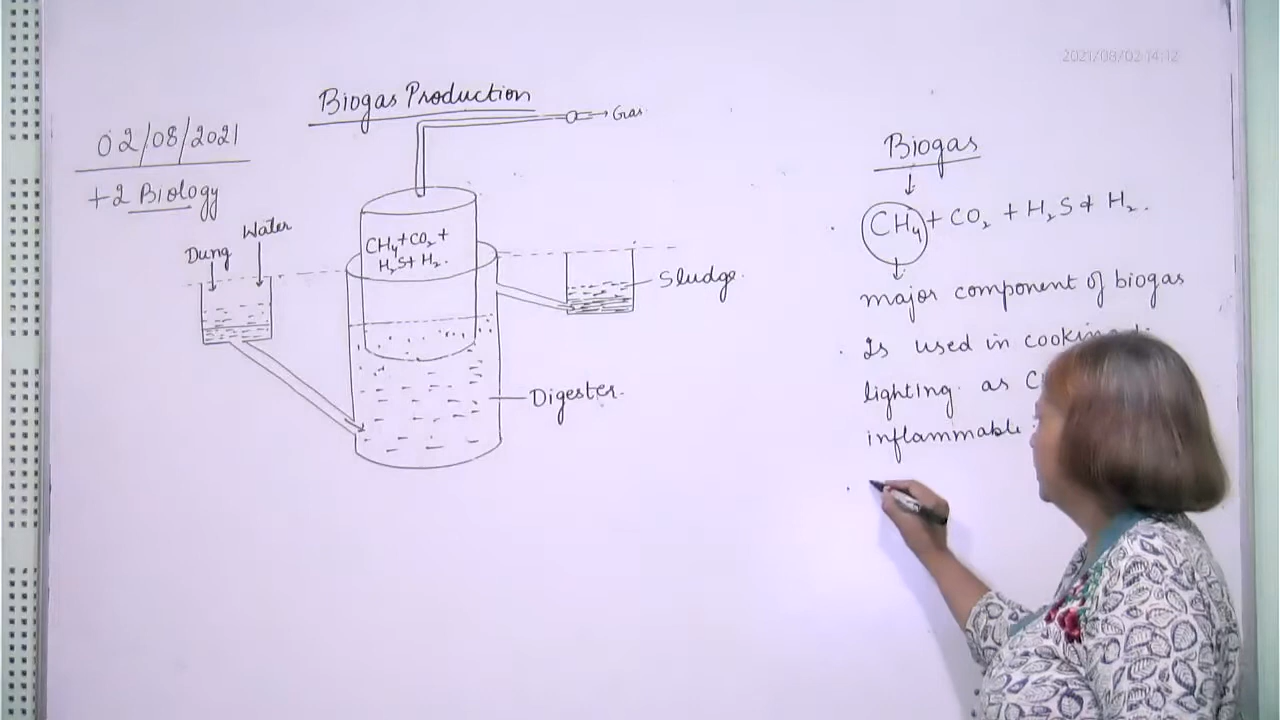 2021/08/02 14:12
Biogas Production
Gas
02/08/2021
+2 Biology
Water
Dung
CH₄+CO₂+
H₂S+H₂.
Sludge.
Digester.
Biogas
CH₄+CO₂+H₂S+H₂.
major component of biogas
Is used in cooking
lighting as
inflammable